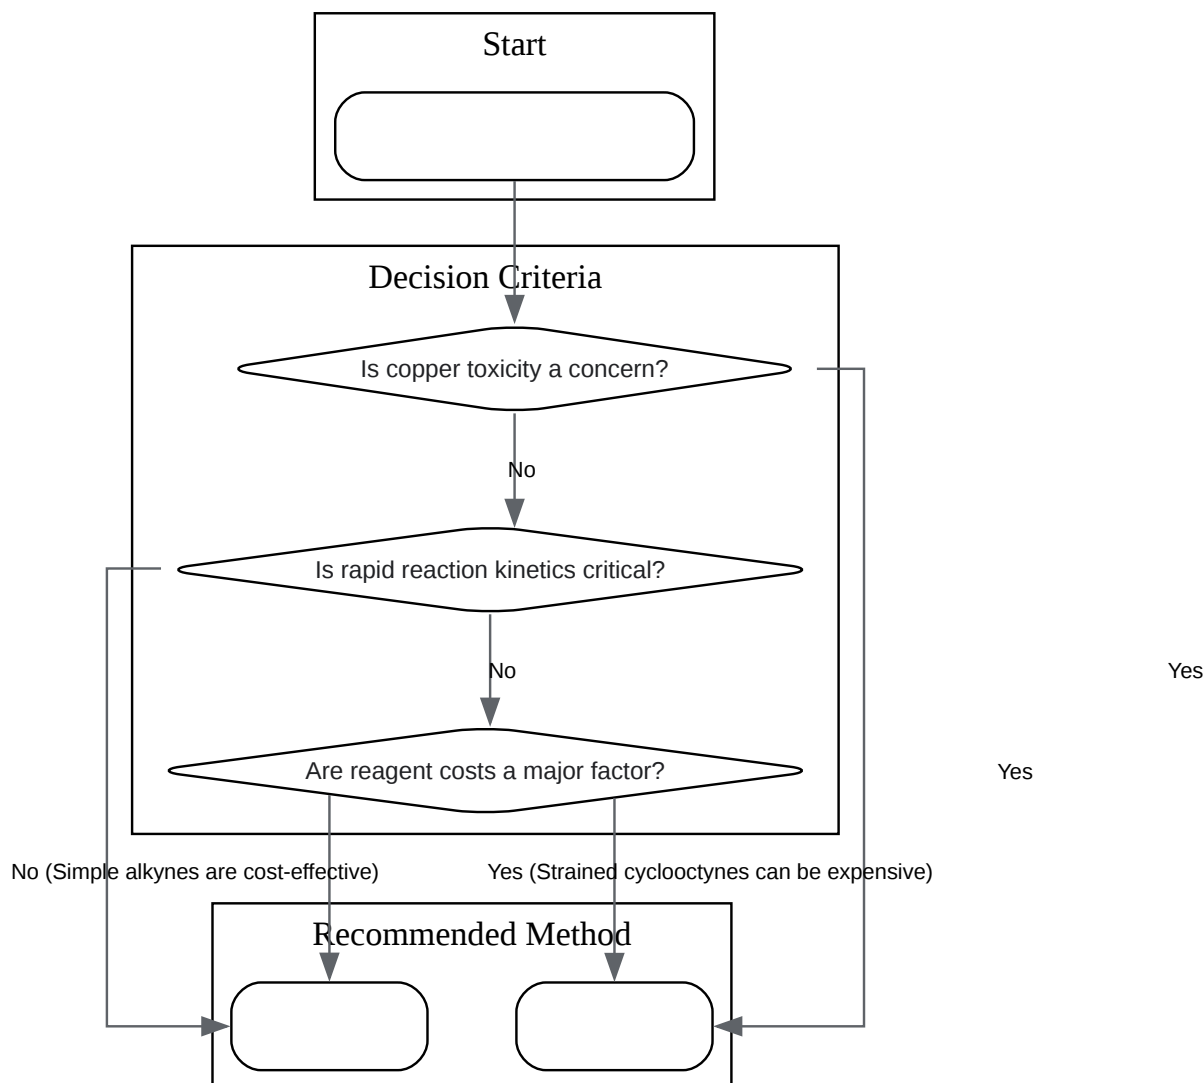 Start
Decision Criteria
Is copper toxicity a concern?
No
Is rapid reaction kinetics critical?
No
Yes
Are reagent costs a major factor?
Yes
No (Simple alkynes are cost-effective)
Yes (Strained cyclooctynes can be expensive)
Recommended Method